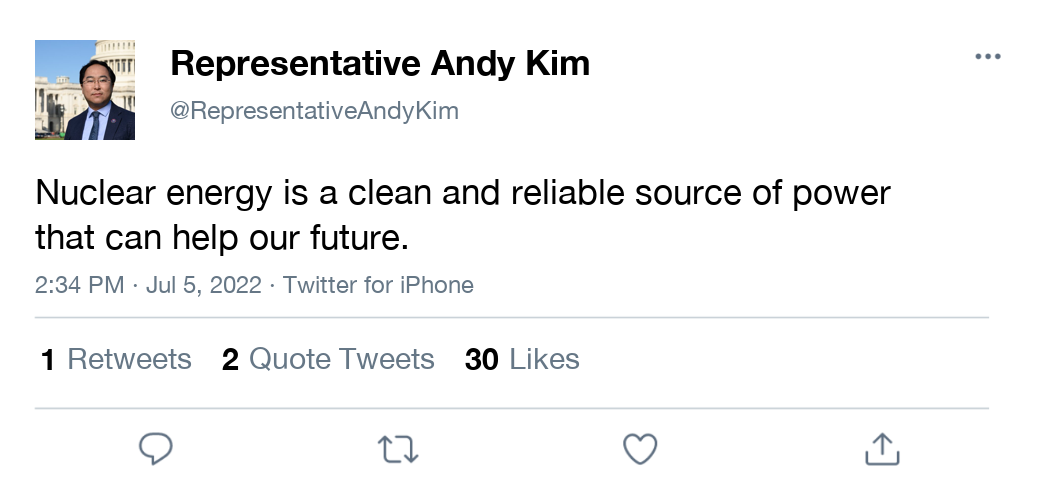 Representative Andy Kim
@RepresentativeAndyKim
Nuclear energy is a clean and reliable source of power
that can help our future.
2:34 PM · Jul 5, 2022 · Twitter for iPhone
1 Retweets 2 Quote Tweets 30 Likes